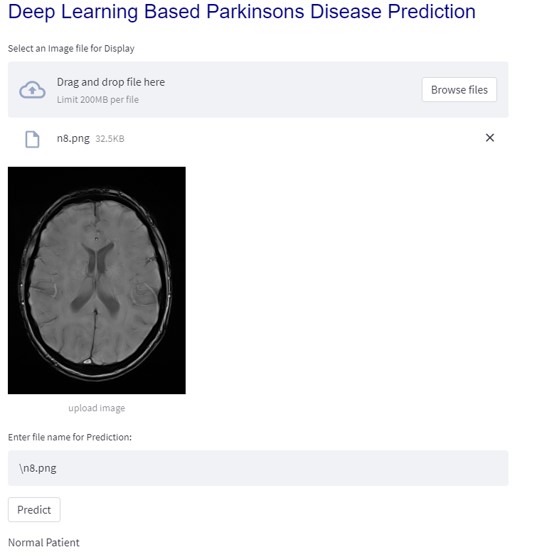 Deep Learning Based Parkinsons Disease Prediction
Select an Image file for Display
Drag and drop file here
Limit 200MB per file
Browse files
n8.png 32.5KB
upload image
Enter file name for Prediction:
\n8.png
Predict
Normal Patient